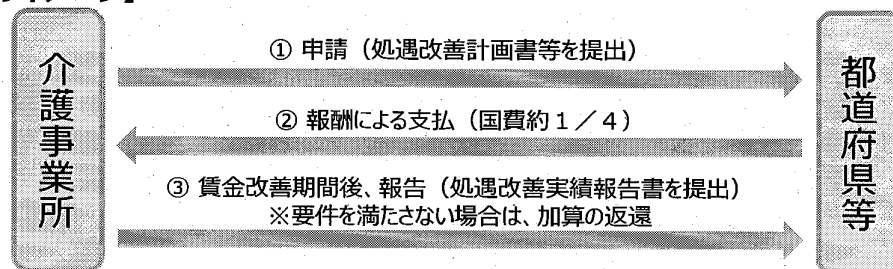 介護事業所
① 申請（処遇改善計画書等を提出）
② 報酬による支払（国費約１／４）
③ 賃金改善期間後、報告（処遇改善実績報告書を提出）
※要件を満たさない場合は、加算の返還
都道府県等